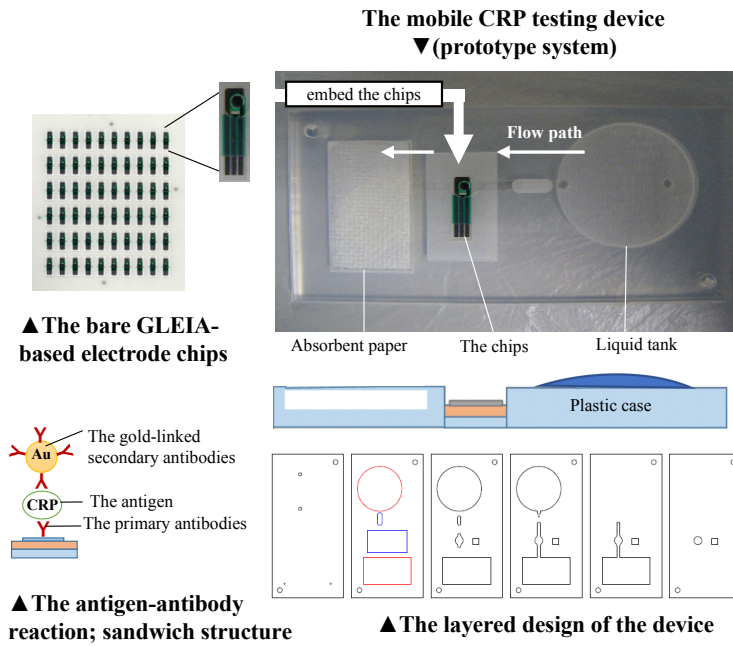 The mobile CRP testing device
▼(prototype system)
embed the chips
Flow path
Absorbent paper
The chips
Liquid tank
▲The bare GLEIA-
based electrode chips
Plastic case
Au
The gold-linked
secondary antibodies
CRP
The antigen
The primary antibodies
▲The antigen-antibody
reaction; sandwich structure
▲The layered design of the device